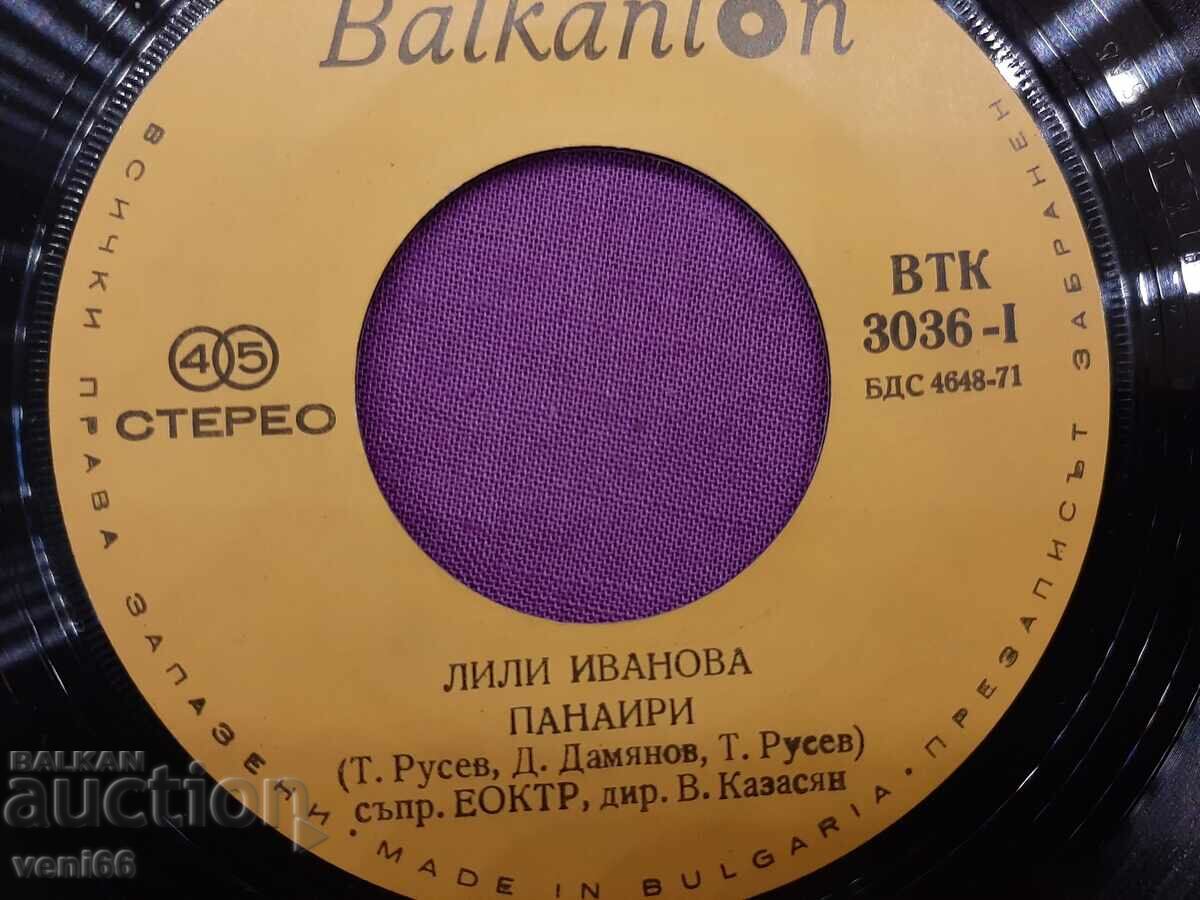 Balkanton
ВСИЧКИ ПРАВА ЗАПАЗЕНИ · MADE IN BULGARIA · ПРЕЗАПИСЪТ ЗАБРАНЕН
ВТК
3036-I
БДС 4648-71
45
СТЕРЕО
ЛИЛИ ИВАНОВА
ПАНАИРИ
(Т. Русев, Д. Дамянов, Т. Русев)
съпр. ЕОКТР, дир. В. Казасян
BALKAN
auction
veni66